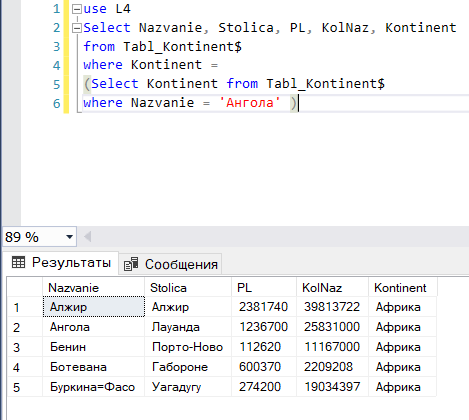 1 use L4
2 Select Nazvanie, Stolica, PL, KolNaz, Kontinent
3 from Tabl_Kontinent$
4 where Kontinent =
5 (Select Kontinent from Tabl_Kontinent$
6 where Nazvanie = 'Ангола' )
89 %
Результаты Сообщения
Nazvanie Stolica PL KolNaz Kontinent
1 Алжир Алжир 2381740 39813722 Африка
2 Ангола Лауанда 1236700 25831000 Африка
3 Бенин Порто-Ново 112620 11167000 Африка
4 Ботевана Габороне 600370 2209208 Африка
5 Буркина=Фасо Уагадугу 274200 19034397 Африка